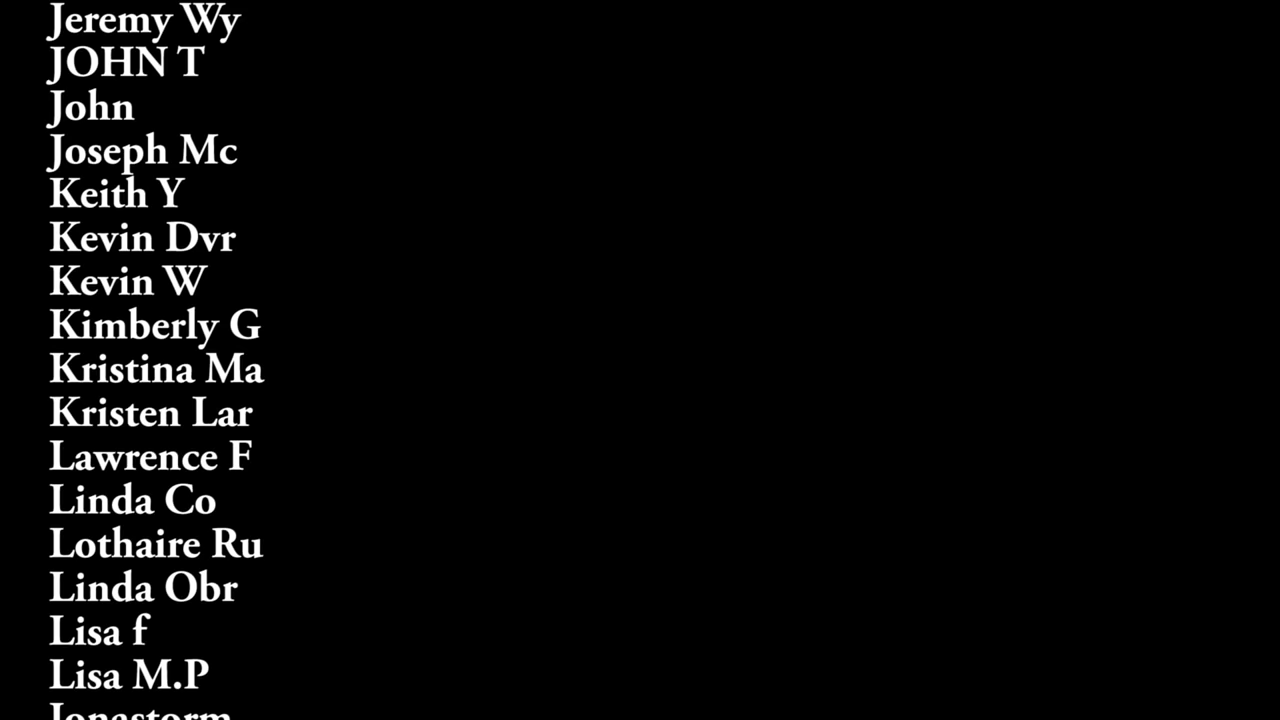 Jeremy Wy
JOHN T
John
Joseph Mc
Keith Y
Kevin Dvr
Kevin W
Kimberly G
Kristina Ma
Kristen Lar
Lawrence F
Linda Co
Lothaire Ru
Linda Obr
Lisa f
Lisa M.P